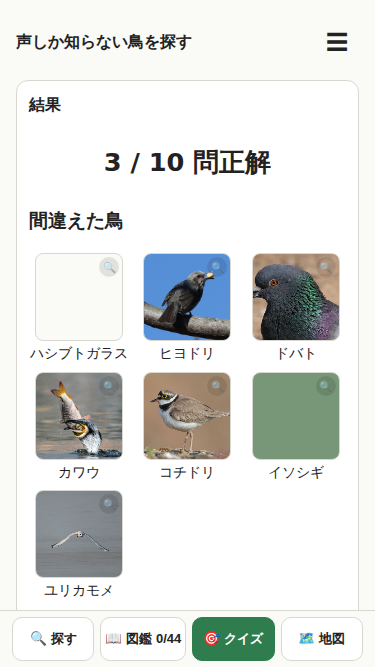 声しか知らない鳥を探す
結果
3 / 10 問正解
間違えた鳥
ハシブトガラス
ヒヨドリ
ドバト
カワウ
コチドリ
イソシギ
ユリカモメ
探す
図鑑 0/44
クイズ
地図